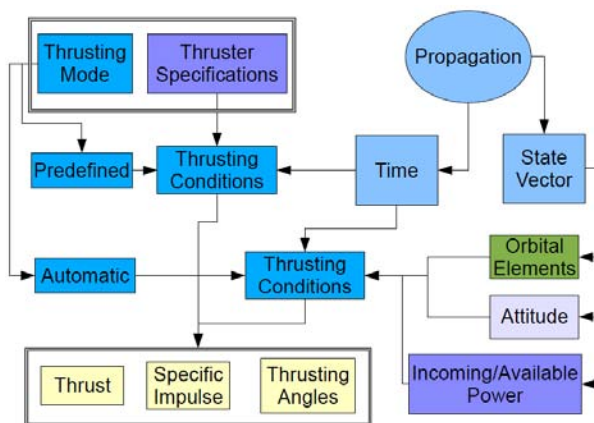 Thrusting
Mode
Thruster
Specifications
Propagation
Predefined
Thrusting
Conditions
Time
State
Vector
Automatic
Thrusting
Conditions
Orbital
Elements
Attitude
Incoming/Available
Power
Thrust
Specific
Impulse
Thrusting
Angles